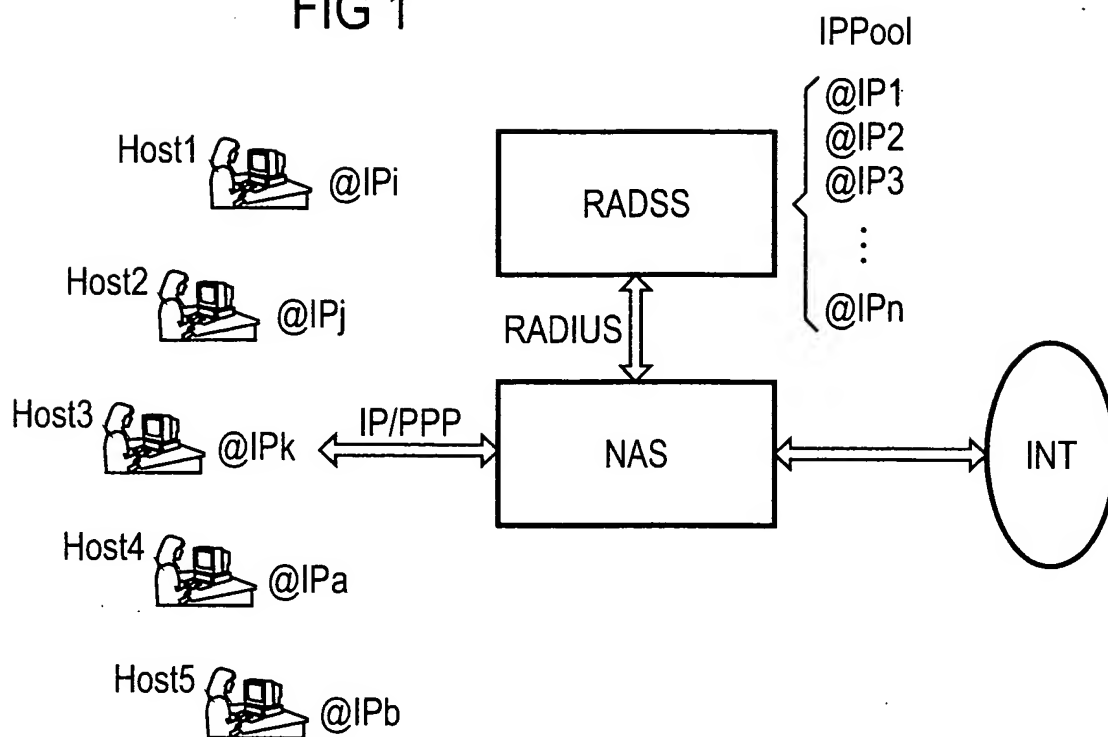 FIG 1
IPPool
@IP1
@IP2
@IP3
⋮
@IPn
RADSS
RADIUS
NAS
IP/PPP
INT
Host1
@IPi
Host2
@IPj
Host3
@IPk
Host4
@IPa
Host5
@IPb